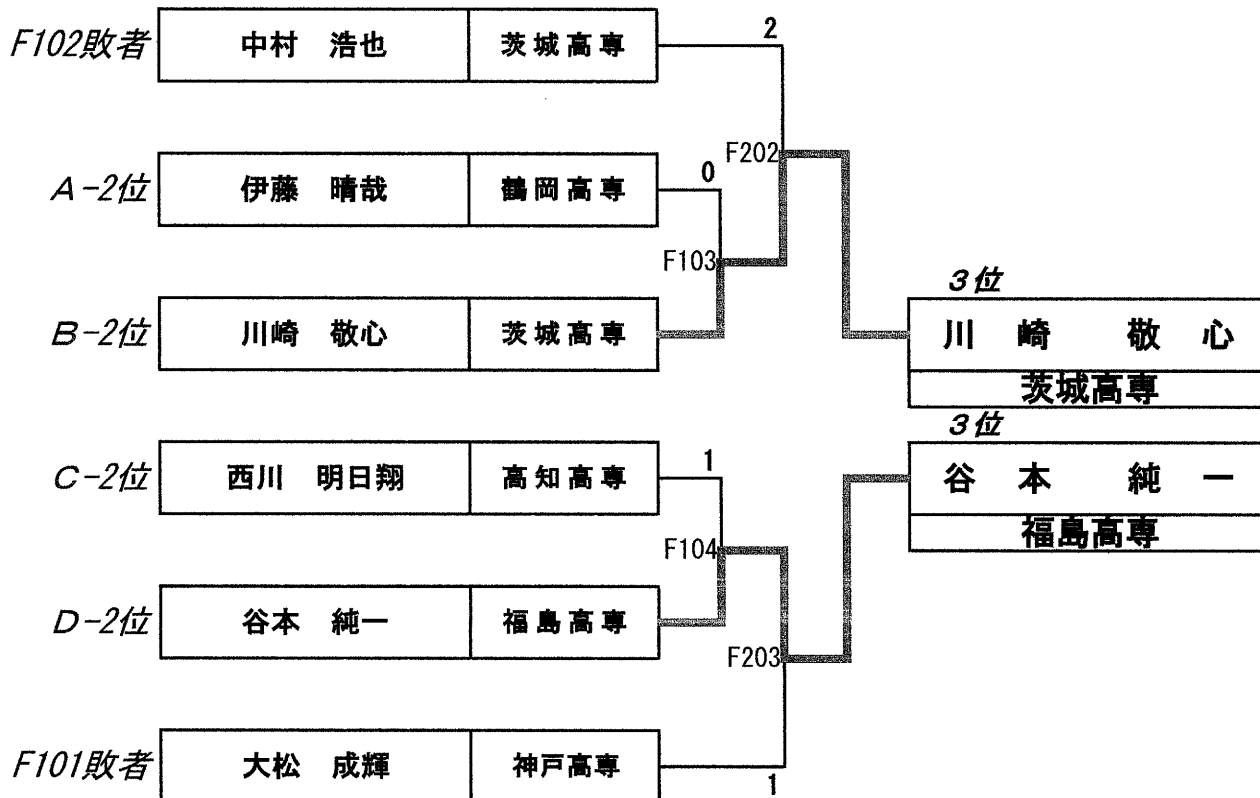 F102敗者 中村 浩也 茨城高専 2
F202
A-2位 伊藤 晴哉 鶴岡高専 0
F103
B-2位 川崎 敬心 茨城高専
3位
川崎 敬心
茨城高専
3位
谷本 純一
福島高専
C-2位 西川 明日翔 高知高専 1
F104
D-2位 谷本 純一 福島高専
F203
F101敗者 大松 成輝 神戸高専 1